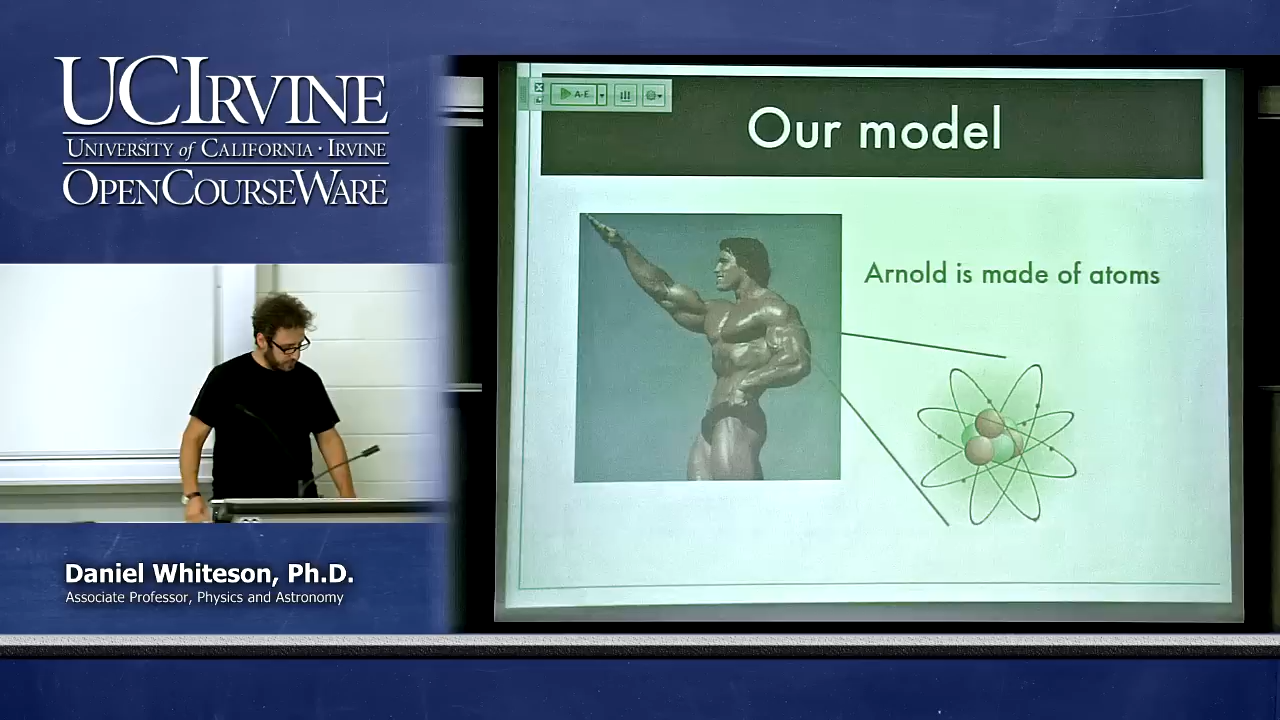 UCIRVINE
UNIVERSITY of CALIFORNIA · IRVINE
OPENCOURSEWARE
A-E
Our model
Arnold is made of atoms
Daniel Whiteson, Ph.D.
Associate Professor, Physics and Astronomy